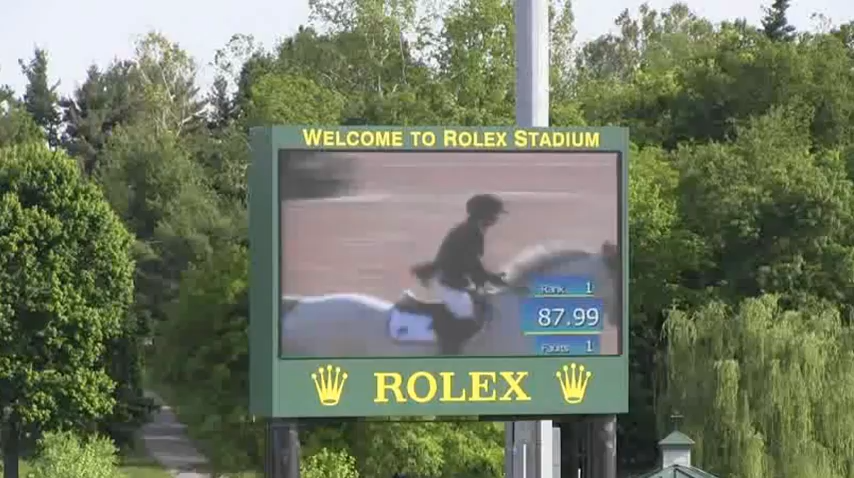 WELCOME TO ROLEX STADIUM
Rank 1
87.99
Faults 1
ROLEX